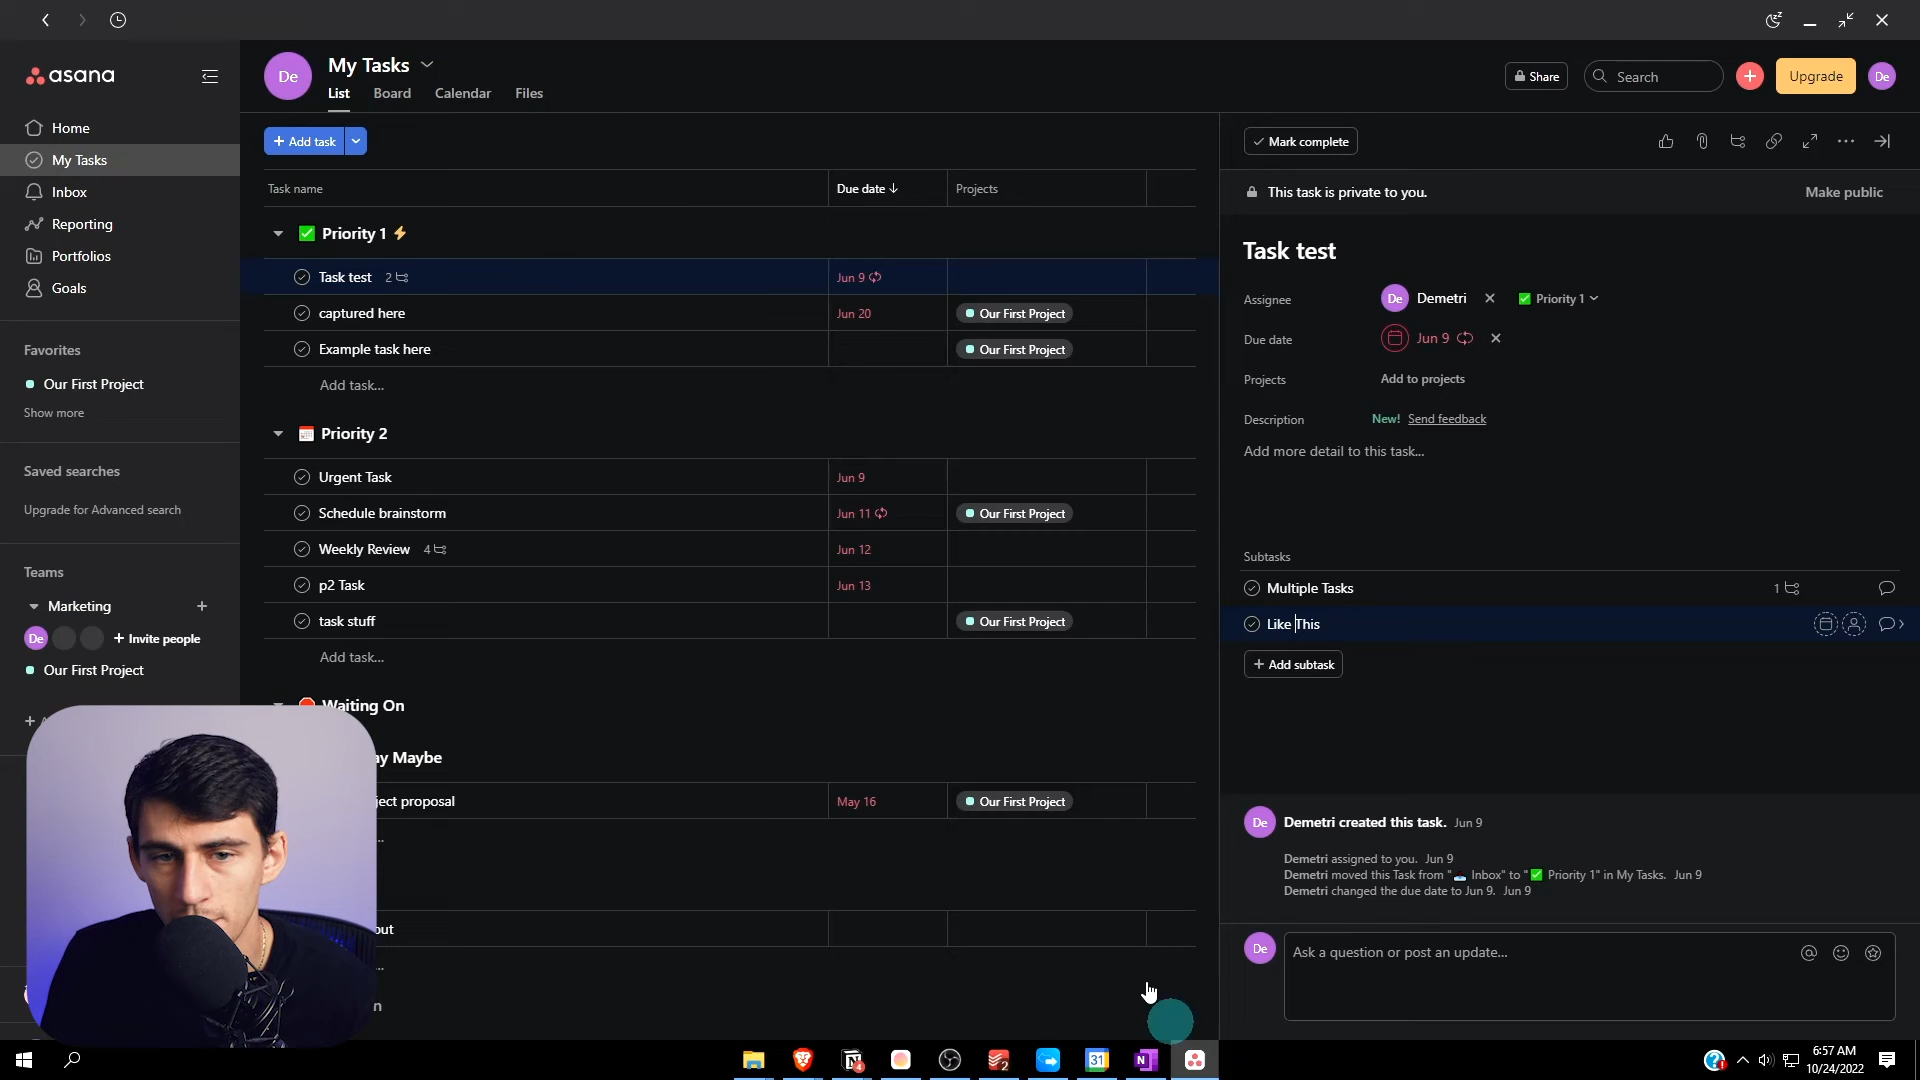 asana
Home
My Tasks
Inbox
Reporting
Portfolios
Goals
Favorites
Our First Project
Show more
Saved searches
Upgrade for Advanced search
Teams
Marketing
De
Invite people
Our First Project
De
My Tasks
List Board Calendar Files
Share
Search
Upgrade
De
Add task
Task name Due date Projects
Priority 1
Task test 2 Jun 9
captured here Jun 20 Our First Project
Example task here Our First Project
Add task...
Priority 2
Urgent Task Jun 9
Schedule brainstorm Jun 11 Our First Project
Weekly Review 4 Jun 12
p2 Task Jun 13
task stuff Our First Project
Add task...
Waiting On
Maybe
proposal May 16 Our First Project
Mark complete
This task is private to you. Make public
Task test
Assignee De Demetri Priority 1
Due date Jun 9
Projects Add to projects
Description New! Send feedback
Add more detail to this task...
Subtasks
Multiple Tasks 1
Like This
Add subtask
De Demetri created this task. Jun 9
Demetri assigned to you. Jun 9
Demetri moved this Task from " Inbox" to " Priority 1" in My Tasks. Jun 9
Demetri changed the due date to Jun 9. Jun 9
De Ask a question or post an update...
4 2 31 N
6:57 AM
10/24/2022